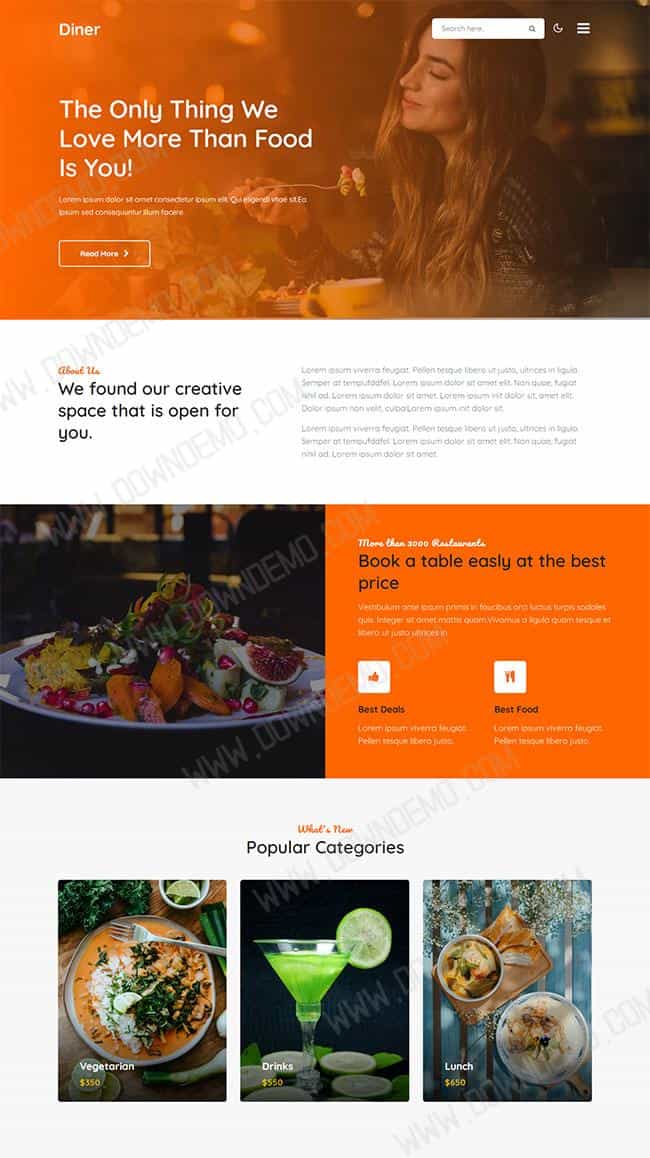 Diner
Search here..
The Only Thing We
Love More Than Food
Is You!
Lorem ipsum dolor sit amet consectetur ipsum elit. Qui eligendi vitae sit.Ea
ipsum sed consequuntur illum facere.
Read More
About Us
We found our creative
space that is open for
you.
Lorem ipsum viverra feugiat. Pellen tesque libero ut justo, ultrices in ligula.
Semper at tempufddfel. Lorem ipsum dolor sit amet elit. Non quae, fugiat
nihil ad. Lorem ipsum dolor sit amet. Lorem ipsum init dolor sit, amet elit.
Dolor ipsum non velit, culpa!Lorem ipsum init dolor sit.
Lorem ipsum viverra feugiat. Pellen tesque libero ut justo, ultrices in ligula.
Semper at tempufddfel. Lorem ipsum dolor sit amet elit. Non quae, fugiat
nihil ad. Lorem ipsum dolor sit amet.
More than 3000 Restaurants
Book a table easly at the best
price
Vestibulum ante ipsum primis in faucibus orci luctus turpis sodales
quis. Integer sit amet mattis quam.Vivamus a ligula quam tesque et
libero ut justo ultrices in.
Best Deals
Lorem ipsum viverra feugiat.
Pellen tesque libero justo.
Best Food
Lorem ipsum viverra feugiat.
Pellen tesque libero justo.
What's New
Popular Categories
Vegetarian
$350
Drinks
$550
Lunch
$650
WWW.DOWNDEMO.COM